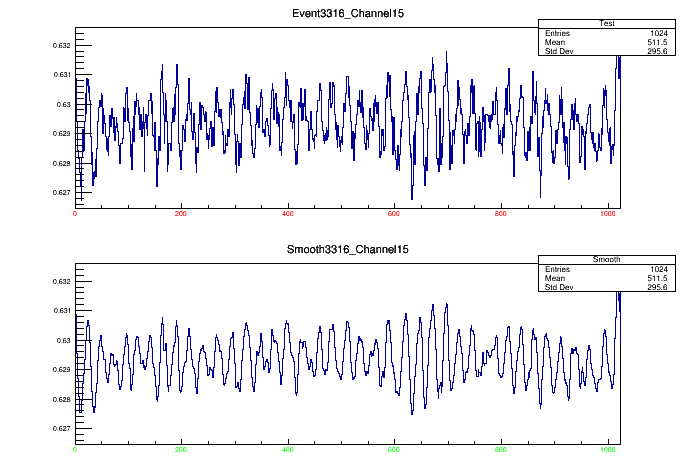 Event3316_Channel15
Test
Entries 1024
Mean 511.5
Std Dev 295.6
0.632
0.631
0.63
0.629
0.628
0.627
0 200 400 600 800 1000
Smooth3316_Channel15
Smooth
Entries 1024
Mean 511.5
Std Dev 295.6
0.632
0.631
0.63
0.629
0.628
0.627
0 200 400 600 800 1000